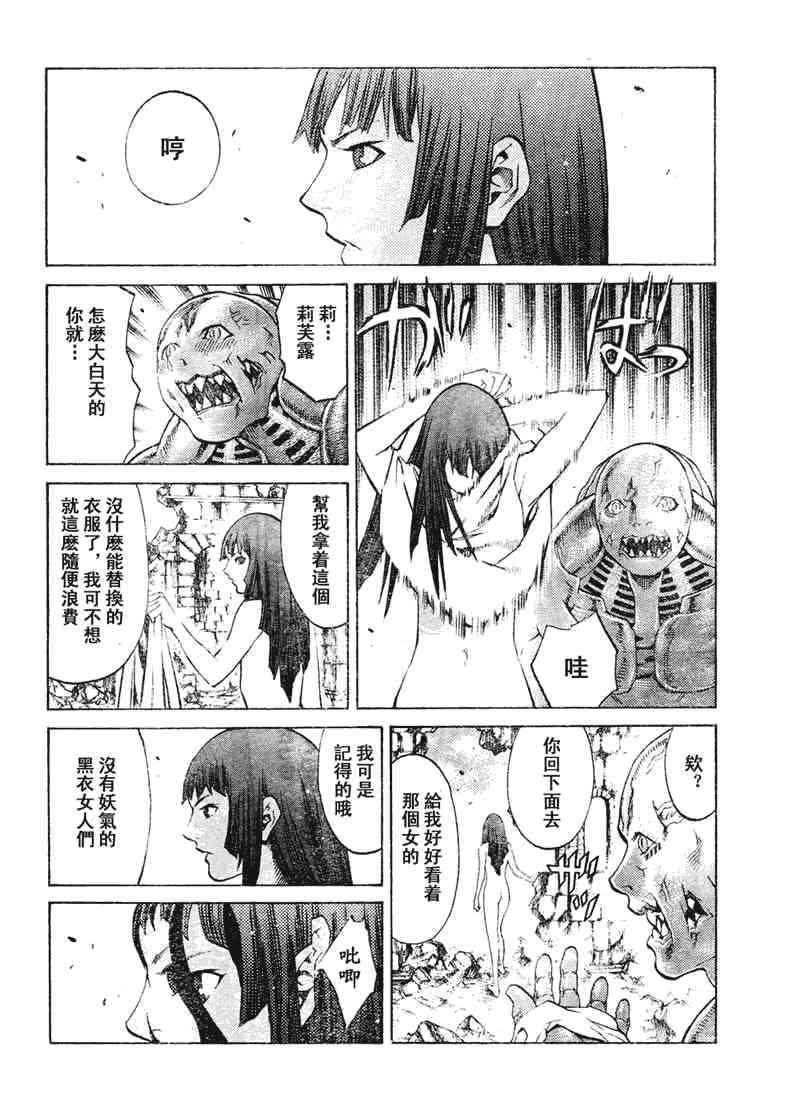 哼
ばっ
ガバ
哇
莉…
莉芙露
怎麼大白天的
你就…
幫我拿着這個
沒什麼能替換的
衣服了，我可不想
就這麼隨便浪費
欸？
你回下面去
給我好好看着
那個女的
我可是
記得的哦
沒有妖氣的
黑衣女人們
吡唧